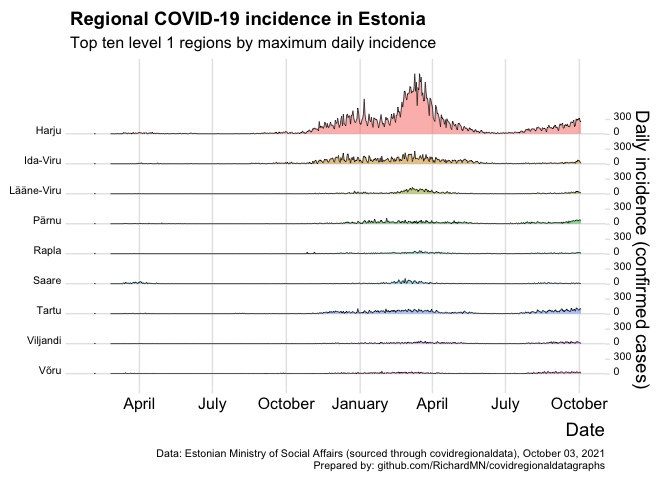 Regional COVID-19 incidence in Estonia
Top ten level 1 regions by maximum daily incidence
Harju
300
0
Ida-Viru
300
0
Lääne-Viru
300
0
Pärnu
300
0
Rapla
300
0
Saare
300
0
Tartu
300
0
Viljandi
300
0
Võru
300
0
Daily incidence (confirmed cases)
April July October January April July October
Date
Data: Estonian Ministry of Social Affairs (sourced through covidregionaldata), October 03, 2021
Prepared by: github.com/RichardMN/covidregionaldatagraphs